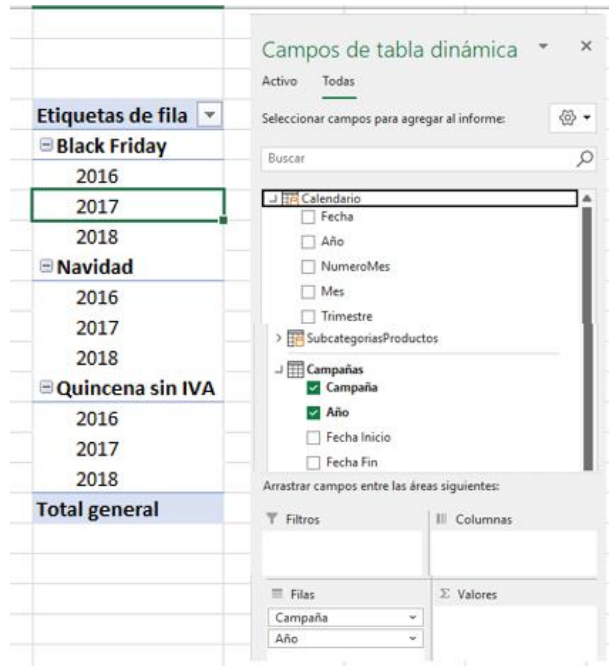 Etiquetas de fila
Black Friday
2016
2017
2018
Navidad
2016
2017
2018
Quincena sin IVA
2016
2017
2018
Total general
Campos de tabla dinámica
Activo Todas
Seleccionar campos para agregar al informe:
Buscar
Calendario
Fecha
Año
NumeroMes
Mes
Trimestre
SubcategoriasProductos
Campañas
Campaña
Año
Fecha Inicio
Fecha Fin
Arrastrar campos entre las áreas siguientes:
Filtros
Columnas
Filas
Σ Valores
Campaña
Año